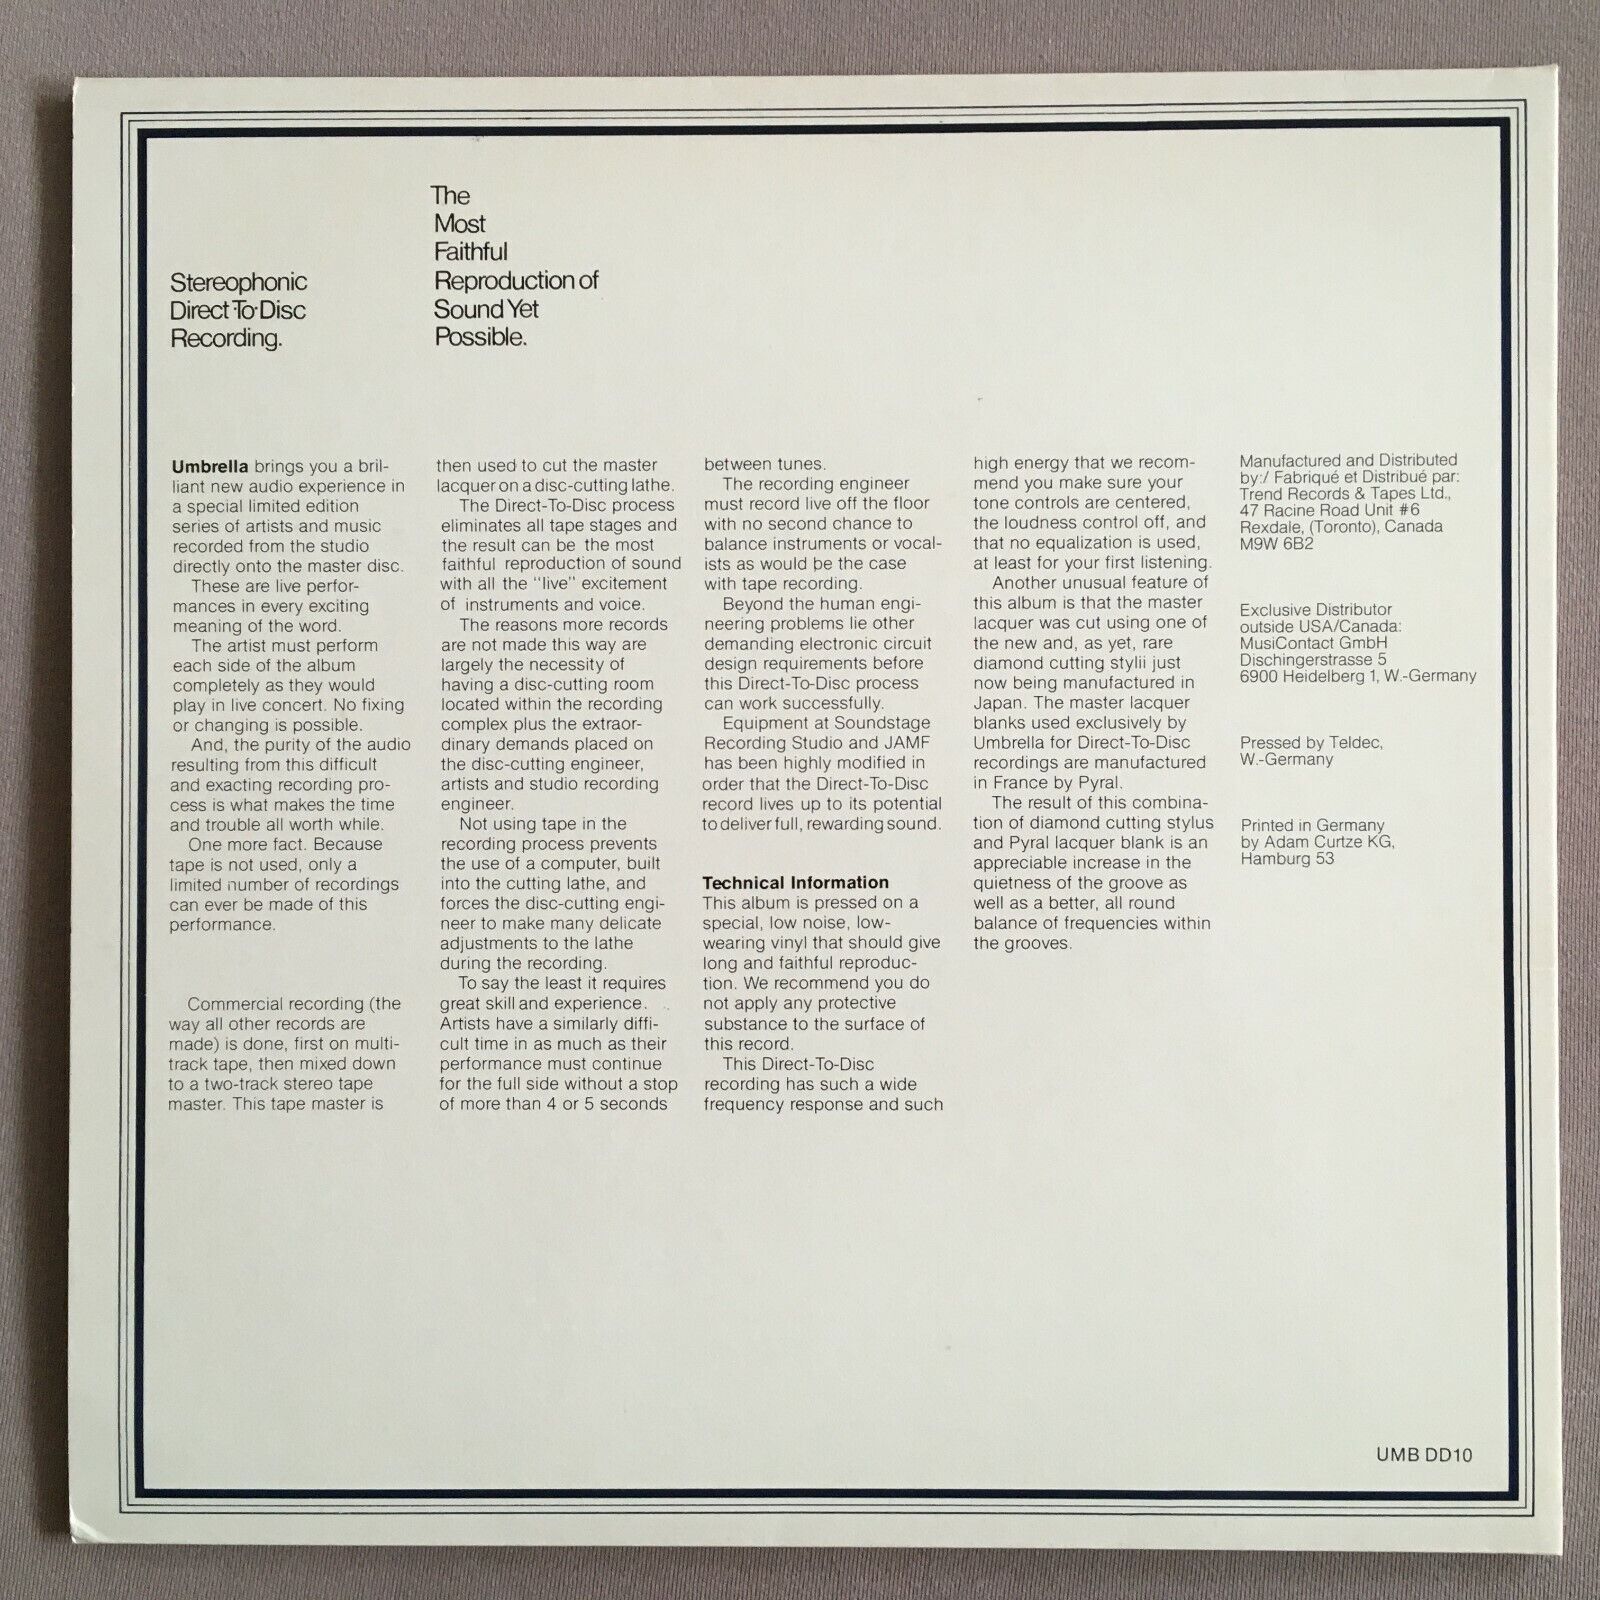 Stereophonic
Direct-To-Disc
Recording.
The
Most
Faithful
Reproduction of
Sound Yet
Possible.
Umbrella brings you a bril-
liant new audio experience in
a special limited edition
series of artists and music
recorded from the studio
directly onto the master disc.
These are live perfor-
mances in every exciting
meaning of the word.
The artist must perform
each side of the album
completely as they would
play in live concert. No fixing
or changing is possible.
And, the purity of the audio
resulting from this difficult
and exacting recording pro-
cess is what makes the time
and trouble all worth while.
One more fact. Because
tape is not used, only a
limited number of recordings
can ever be made of this
performance.
Commercial recording (the
way all other records are
made) is done, first on multi-
track tape, then mixed down
to a two-track stereo tape
master. This tape master is
then used to cut the master
lacquer on a disc-cutting lathe.
The Direct-To-Disc process
eliminates all tape stages and
the result can be the most
faithful reproduction of sound
with all the "live" excitement
of instruments and voice.
The reasons more records
are not made this way are
largely the necessity of
having a disc-cutting room
located within the recording
complex plus the extraor-
dinary demands placed on
the disc-cutting engineer,
artists and studio recording
engineer.
Not using tape in the
recording process prevents
the use of a computer, built
into the cutting lathe, and
forces the disc-cutting engi-
neer to make many delicate
adjustments to the lathe
during the recording.
To say the least it requires
great skill and experience.
Artists have a similarly diffi-
cult time in as much as their
performance must continue
for the full side without a stop
of more than 4 or 5 seconds
between tunes.
The recording engineer
must record live off the floor
with no second chance to
balance instruments or vocal-
ists as would be the case
with tape recording.
Beyond the human engi-
neering problems lie other
demanding electronic circuit
design requirements before
this Direct-To-Disc process
can work successfully.
Equipment at Soundstage
Recording Studio and JAMF
has been highly modified in
order that the Direct-To-Disc
record lives up to its potential
to deliver full, rewarding sound.
Technical Information
This album is pressed on a
special, low noise, low-
wearing vinyl that should give
long and faithful reproduc-
tion. We recommend you do
not apply any protective
substance to the surface of
this record.
This Direct-To-Disc
recording has such a wide
frequency response and such
high energy that we recom-
mend you make sure your
tone controls are centered,
the loudness control off, and
that no equalization is used,
at least for your first listening.
Another unusual feature of
this album is that the master
lacquer was cut using one of
the new and, as yet, rare
diamond cutting stylii just
now being manufactured in
Japan. The master lacquer
blanks used exclusively by
Umbrella for Direct-To-Disc
recordings are manufactured
in France by Pyral.
The result of this combina-
tion of diamond cutting stylus
and Pyral lacquer blank is an
appreciable increase in the
quietness of the groove as
well as a better, all round
balance of frequencies within
the grooves.
Manufactured and Distributed
by:/ Fabriqué et Distribué par:
Trend Records & Tapes Ltd.,
47 Racine Road Unit #6
Rexdale, (Toronto), Canada
M9W 6B2
Exclusive Distributor
outside USA/Canada:
MusiContact GmbH
Dischingerstrasse 5
6900 Heidelberg 1, W.-Germany
Pressed by Teldec,
W.-Germany
Printed in Germany
by Adam Curtze KG,
Hamburg 53
UMB DD10